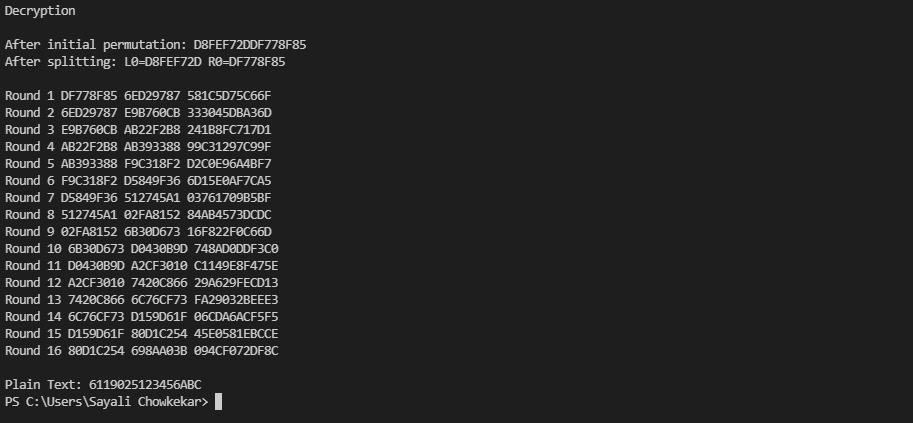 Decryption
After initial permutation: D8FEF72DDF778F85
After splitting: L0=D8FEF72D R0=DF778F85
Round 1 DF778F85 6ED29787 581C5D75C66F
Round 2 6ED29787 E9B760CB 333045DBA36D
Round 3 E9B760CB AB22F2B8 241B8FC717D1
Round 4 AB22F2B8 AB393388 99C31297C99F
Round 5 AB393388 F9C318F2 D2C0E96A4BF7
Round 6 F9C318F2 D5849F36 6D15E0AF7CA5
Round 7 D5849F36 512745A1 03761709B5BF
Round 8 512745A1 02FA8152 84AB4573DCDC
Round 9 02FA8152 6B30D673 16F822F0C66D
Round 10 6B30D673 D0430B9D 748AD0DDF3C0
Round 11 D0430B9D A2CF3010 C1149E8F475E
Round 12 A2CF3010 7420C866 29A629FECD13
Round 13 7420C866 6C76CF73 FA29032BEEE3
Round 14 6C76CF73 D159D61F 06CDA6ACF5F5
Round 15 D159D61F 80D1C254 45E0581EBCCE
Round 16 80D1C254 698AA03B 094CF072DF8C
Plain Text: 6119025123456ABC
PS C:\Users\Sayali Chowkekar>